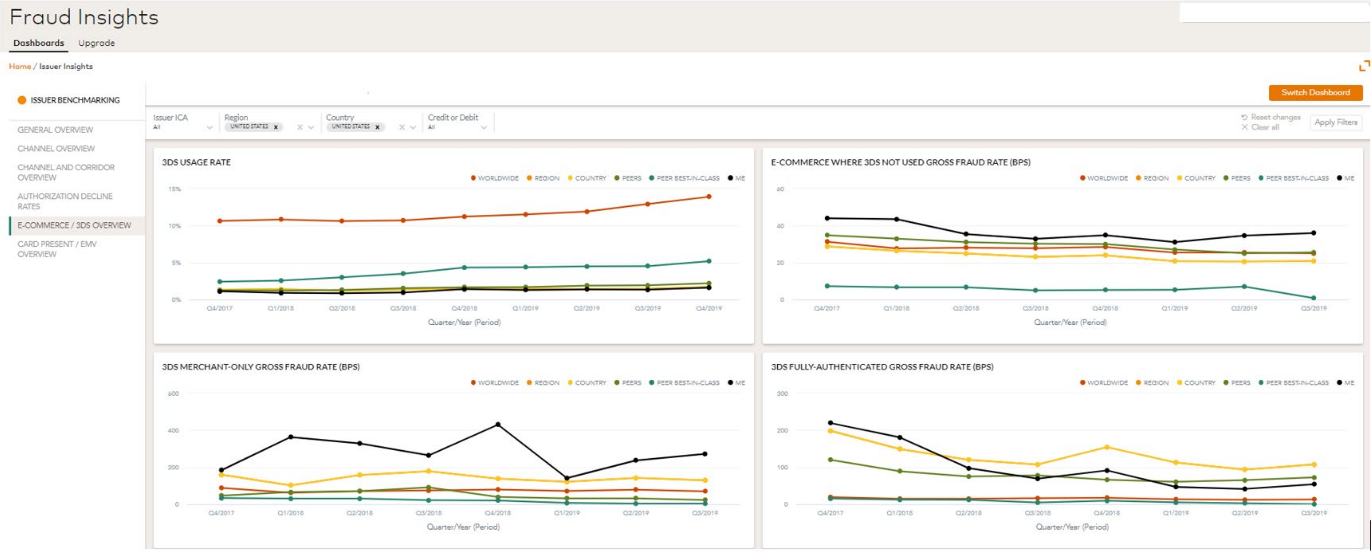 Fraud Insights
Dashboards Upgrade
Home / Issuer Insights
ISSUER BENCHMARKING
Switch Dashboard
GENERAL OVERVIEW
CHANNEL OVERVIEW
CHANNEL AND CORRIDOR
OVERVIEW
AUTHORIZATION DECLINE
RATES
E-COMMERCE / 3DS OVERVIEW
CARD PRESENT / EMV
OVERVIEW
Issuer ICA Region Country Credit or Debit
All UNITED STATES x UNITED STATES x All
Reset changes
Clear all
Apply Filters
3DS USAGE RATE
WORLDWIDE REGION COUNTRY PEERS PEER BEST-IN-CLASS ME
15%
10%
5%
0%
Q4/2017 Q1/2018 Q2/2018 Q3/2018 Q4/2018 Q1/2019 Q2/2019 Q3/2019 Q4/2019
Quarter/Year (Period)
E-COMMERCE WHERE 3DS NOT USED GROSS FRAUD RATE (BPS)
WORLDWIDE REGION COUNTRY PEERS PEER BEST-IN-CLASS ME
60
40
20
0
Q4/2017 Q1/2018 Q2/2018 Q3/2018 Q4/2018 Q1/2019 Q2/2019 Q3/2019
Quarter/Year (Period)
3DS MERCHANT-ONLY GROSS FRAUD RATE (BPS)
WORLDWIDE REGION COUNTRY PEERS PEER BEST-IN-CLASS ME
600
400
200
0
Q4/2017 Q1/2018 Q2/2018 Q3/2018 Q4/2018 Q1/2019 Q2/2019 Q3/2019
Quarter/Year (Period)
3DS FULLY-AUTHENTICATED GROSS FRAUD RATE (BPS)
WORLDWIDE REGION COUNTRY PEERS PEER BEST-IN-CLASS ME
300
200
100
0
Q4/2017 Q1/2018 Q2/2018 Q3/2018 Q4/2018 Q1/2019 Q2/2019 Q3/2019
Quarter/Year (Period)